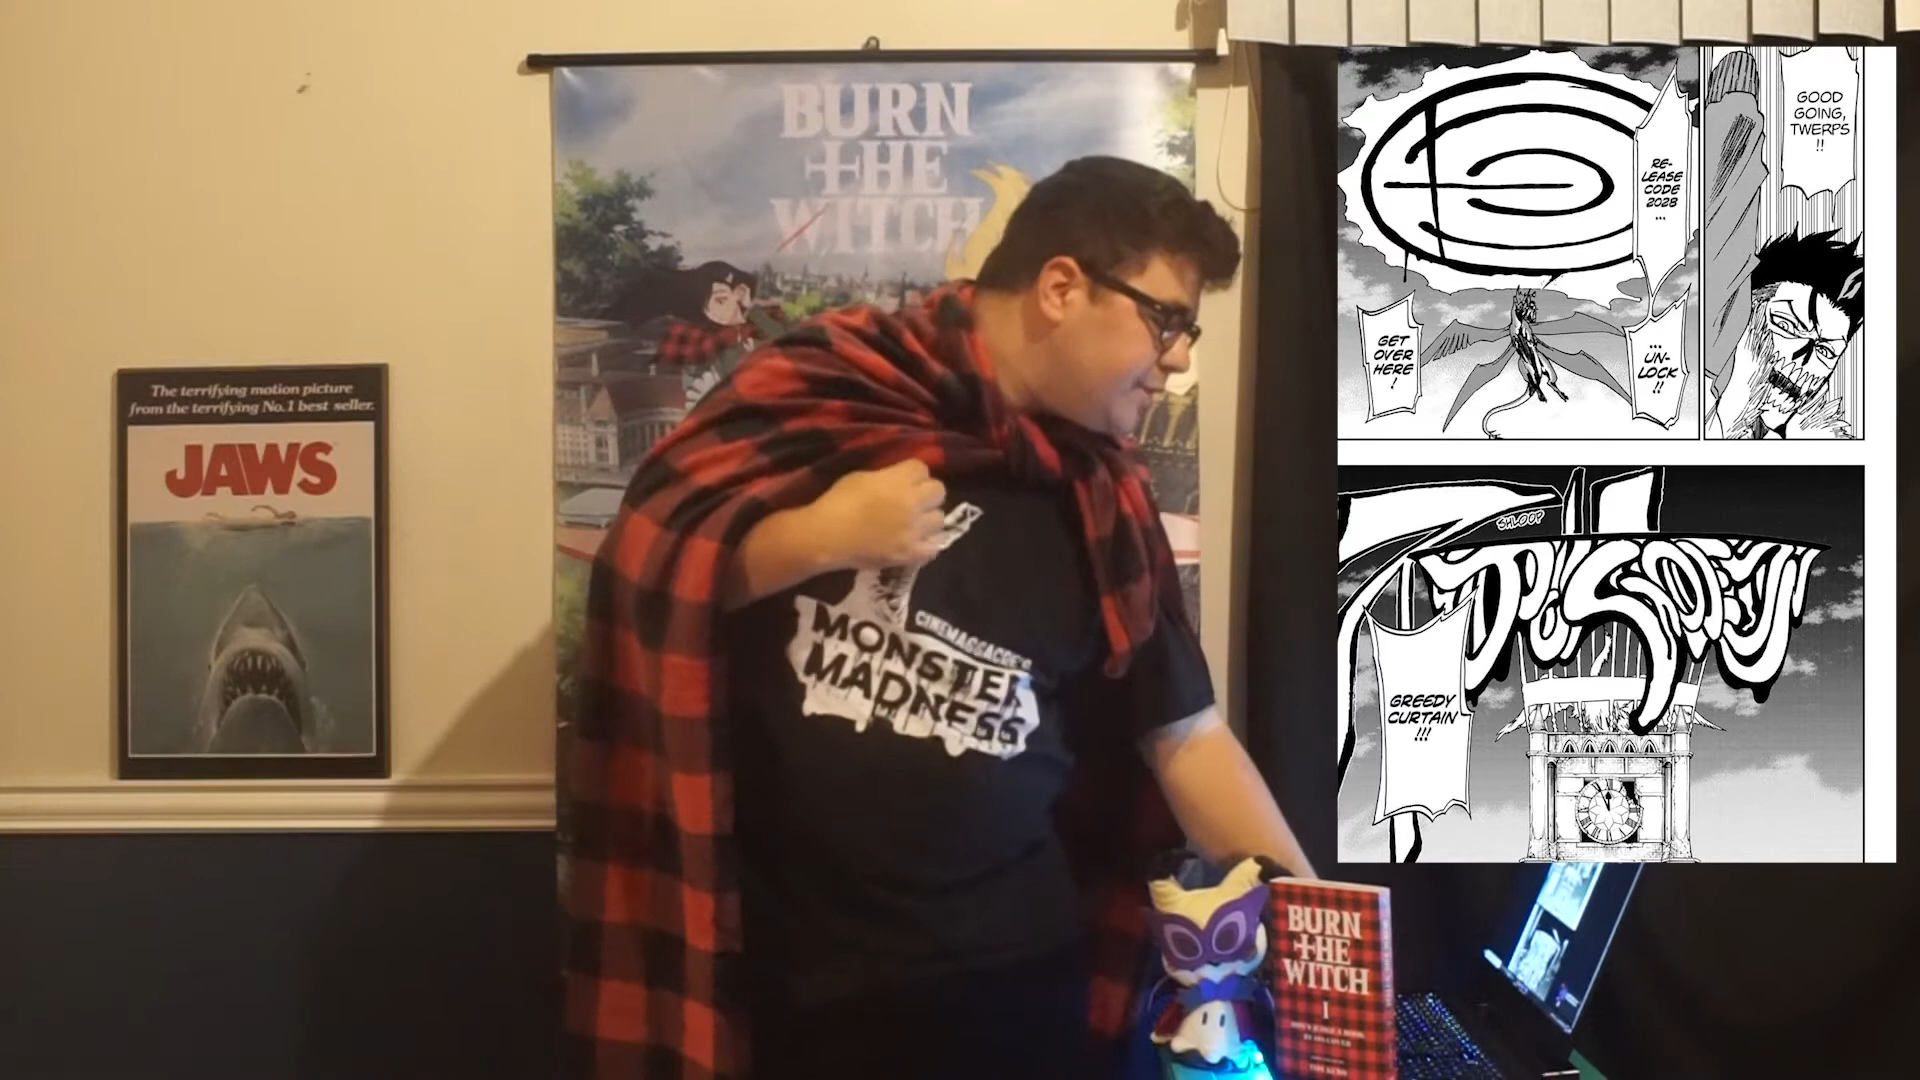 BURN
THE
WITCH
The terrifying motion picture
from the terrifying No.1 best seller.
JAWS
CINEMASSACRE'S
MONSTER
MADNESS
BURN
THE
WITCH
1
GOOD
GOING,
TWERPS
!!
RE-
LEASE
CODE
2028
...
...
UN-
LOCK
!!
GET
OVER
HERE
!
SHLOOP
GREEDY
CURTAIN
!!!